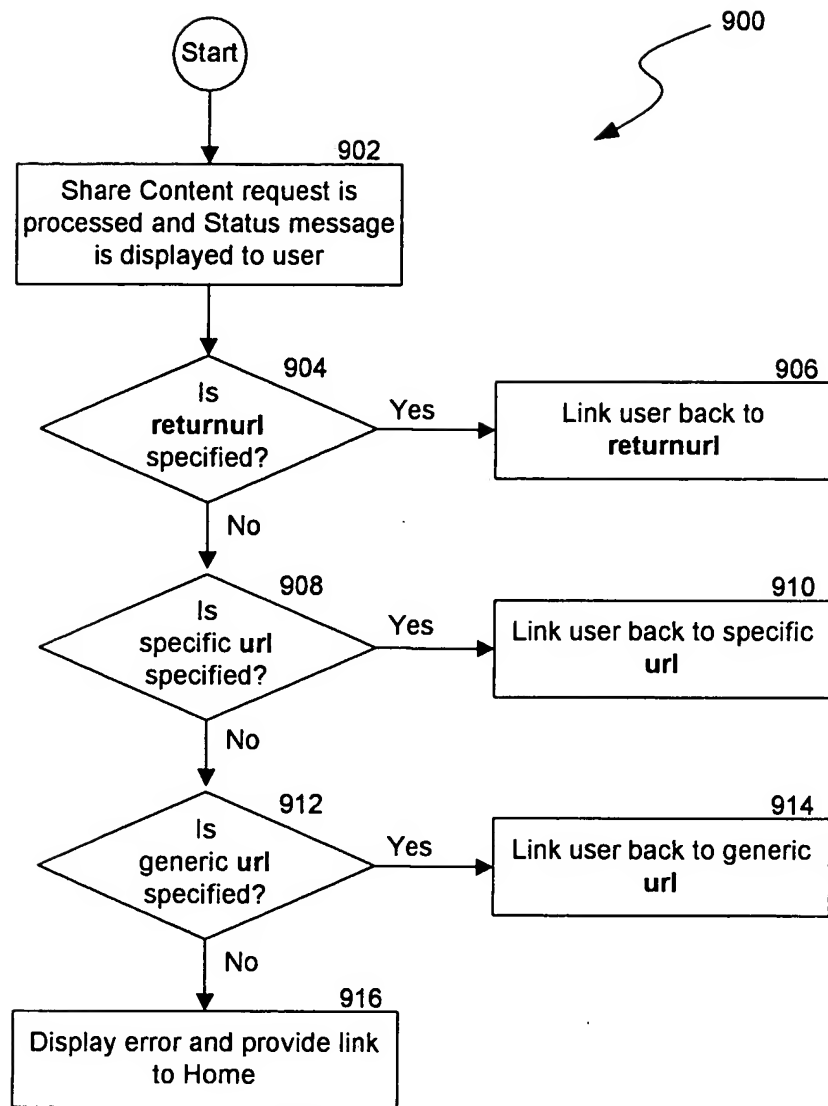 900
Start
902
Share Content request is
processed and Status message
is displayed to user
904
Is
returnurl
specified?
Yes
906
Link user back to
returnurl
No
908
Is
specific url
specified?
Yes
910
Link user back to specific
url
No
912
Is
generic url
specified?
Yes
914
Link user back to generic
url
No
916
Display error and provide link
to Home